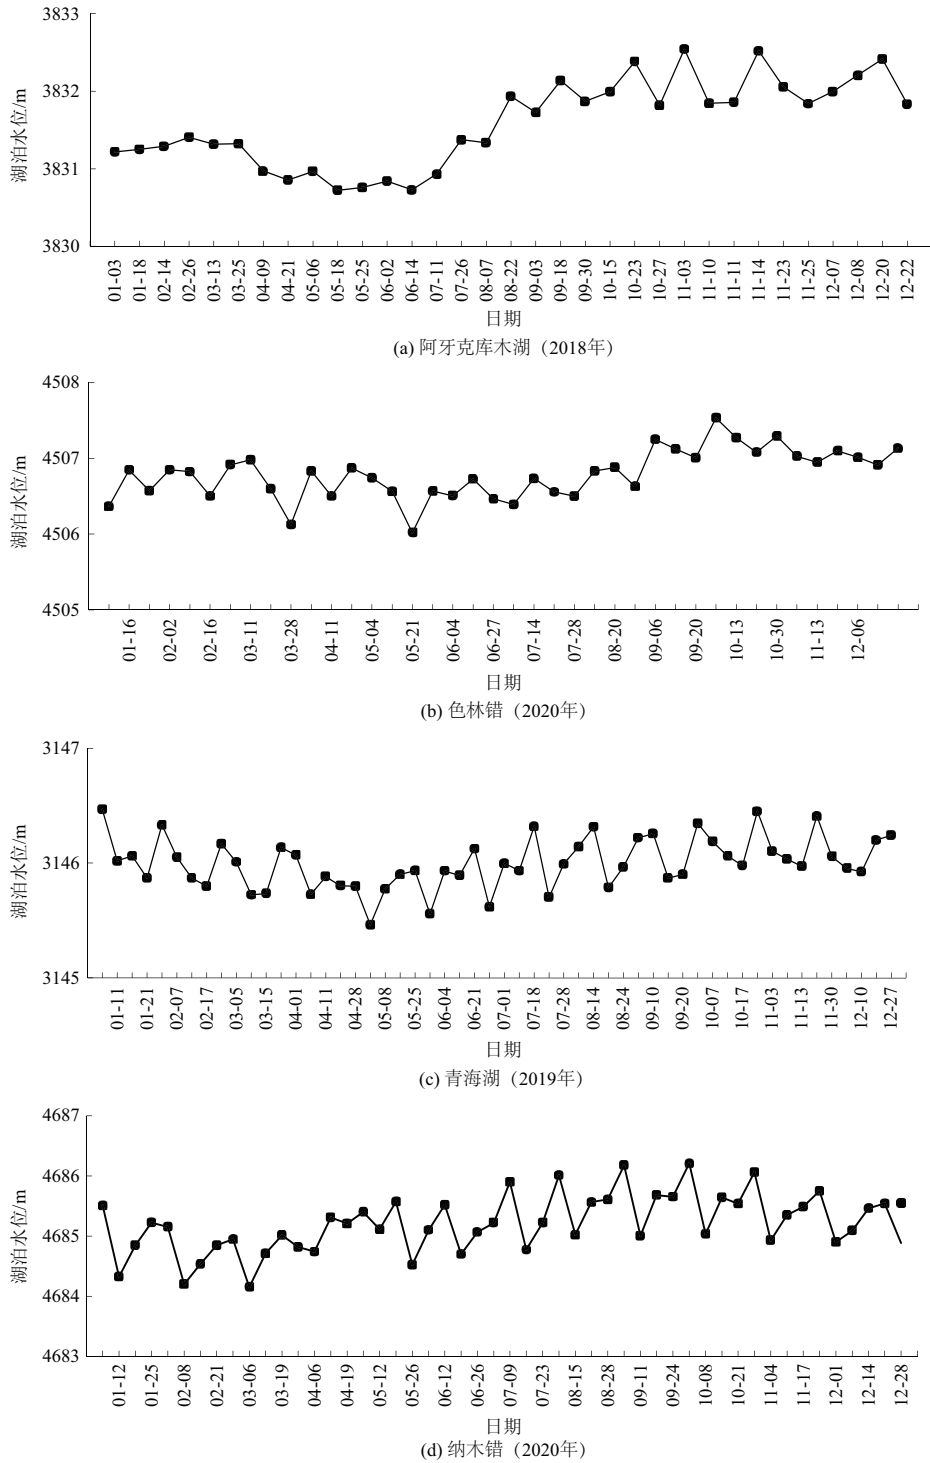 3833
3832
3831
3830
湖泊水位/m
01-03 01-18 02-14 02-26 03-13 03-25 04-09 04-21 05-06 05-18 05-25 06-02 06-14 07-11 07-26 08-07 08-22 09-03 09-18 09-30 10-15 10-23 10-27 11-03 11-10 11-11 11-14 11-23 11-25 12-07 12-08 12-20 12-22
日期
(a) 阿牙克库木湖（2018年）
4508
4507
4506
4505
湖泊水位/m
01-16 02-02 02-16 03-11 03-28 04-11 05-04 05-21 06-04 06-27 07-14 07-28 08-20 09-06 09-20 10-13 10-30 11-13 12-06
日期
(b) 色林错（2020年）
3147
3146
3145
湖泊水位/m
01-11 01-21 02-07 02-17 03-05 03-15 04-01 04-11 04-28 05-08 05-25 06-04 06-21 07-01 07-18 07-28 08-14 08-24 09-10 09-20 10-07 10-17 11-03 11-13 11-30 12-10 12-27
日期
(c) 青海湖（2019年）
4687
4686
4685
4684
4683
湖泊水位/m
01-12 01-25 02-08 02-21 03-06 03-19 04-06 04-19 05-12 05-26 06-12 06-26 07-09 07-23 08-15 08-28 09-11 09-24 10-08 10-21 11-04 11-17 12-01 12-14 12-28
日期
(d) 纳木错（2020年）